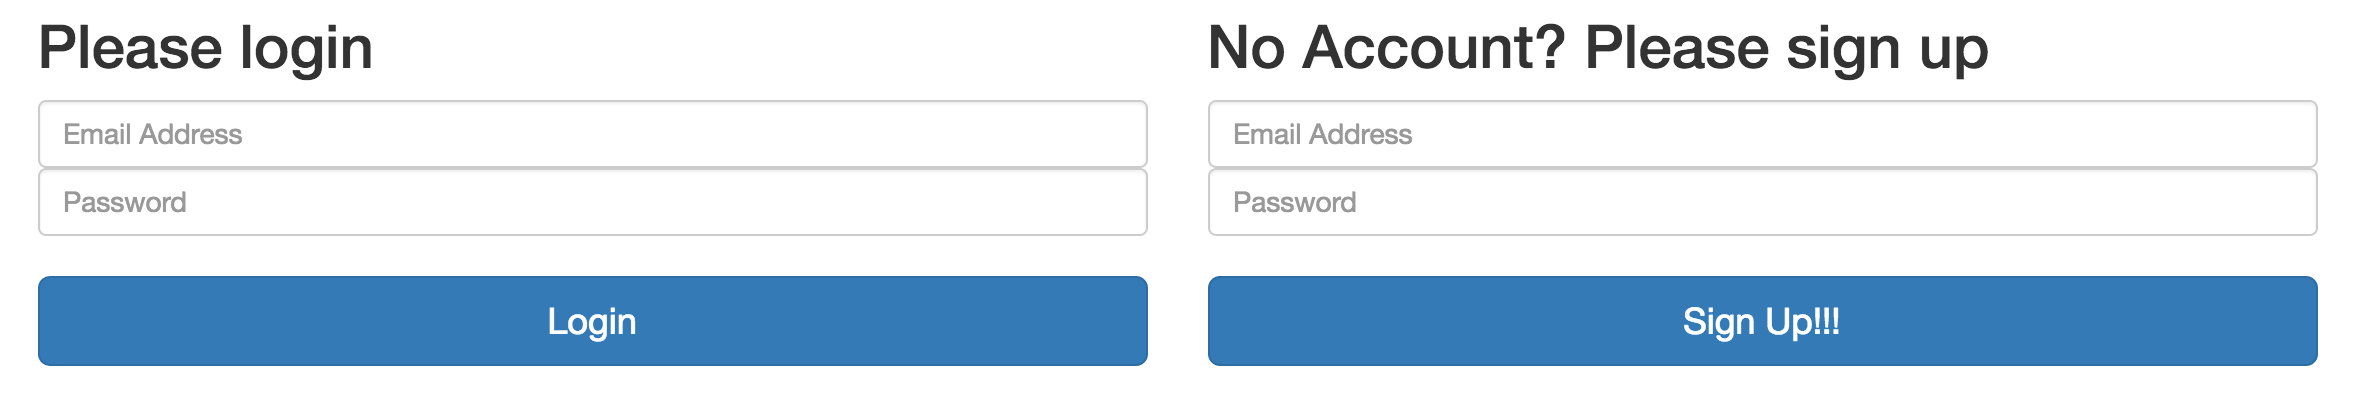 Please login
Email Address
Password
Login
No Account? Please sign up
Email Address
Password
Sign Up!!!